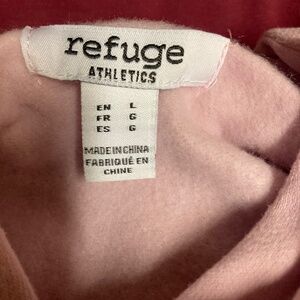 refuge
ATHLETICS
EN L
FR G
ES G
MADE IN CHINA
FABRIQUÉ EN
CHINE